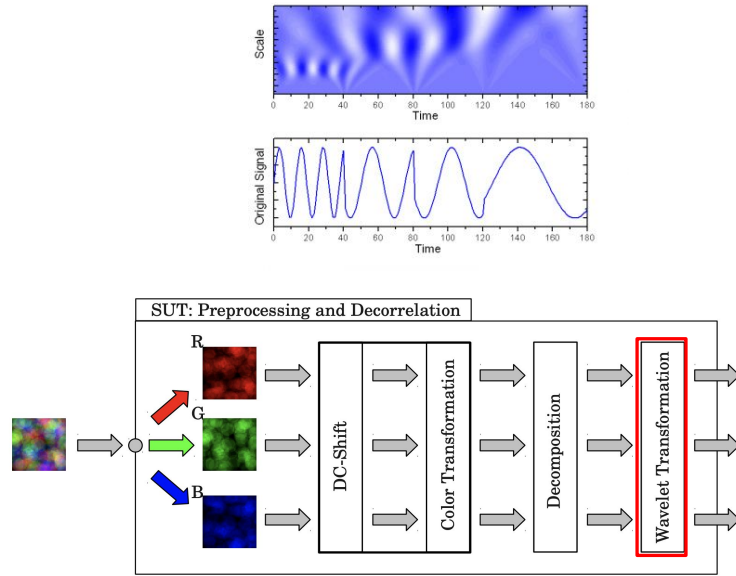 Scale
0 20 40 60 80 100 120 140 160 180
Time
Original Signal
0 20 40 60 80 100 120 140 160 180
Time
SUT: Preprocessing and Decorrelation
R
G
B
DC-Shift
Color Transformation
Decomposition
Wavelet Transformation